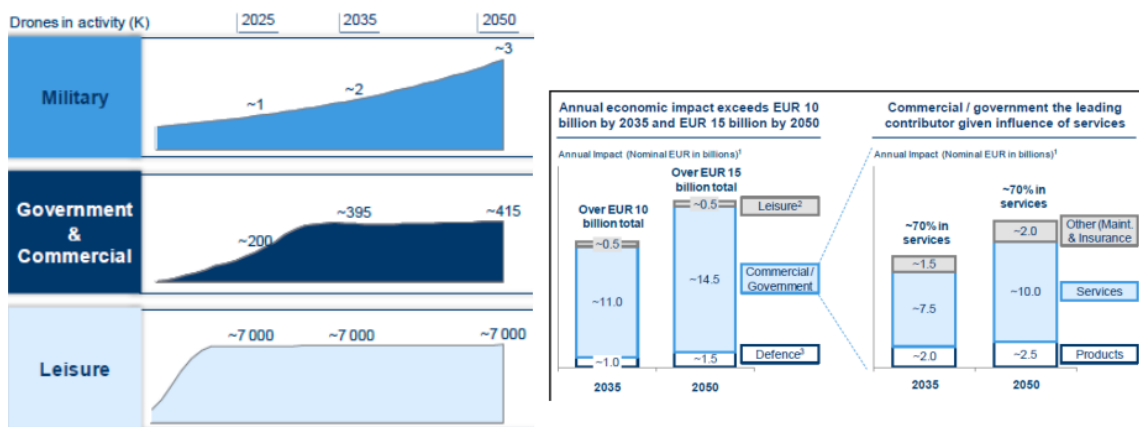 Drones in activity (K)
2025
2035
2050
Military
~1
~2
~3
Government
&
Commercial
~200
~395
~415
Leisure
~7 000
~7 000
~7 000
Annual economic impact exceeds EUR 10
billion by 2035 and EUR 15 billion by 2050
Annual Impact (Nominal EUR in billions)¹
Over EUR 10
billion total
Over EUR 15
billion total
~0.5
~11.0
~1.0
~0.5
~14.5
~1.5
Leisure²
Commercial /
Government
Defence³
2035
2050
Commercial / government the leading
contributor given influence of services
Annual Impact (Nominal EUR in billions)¹
~70% in
services
~70% in
services
~1.5
~7.5
~2.0
~2.0
~10.0
~2.5
Other (Maint.
& Insurance
Services
Products
2035
2050